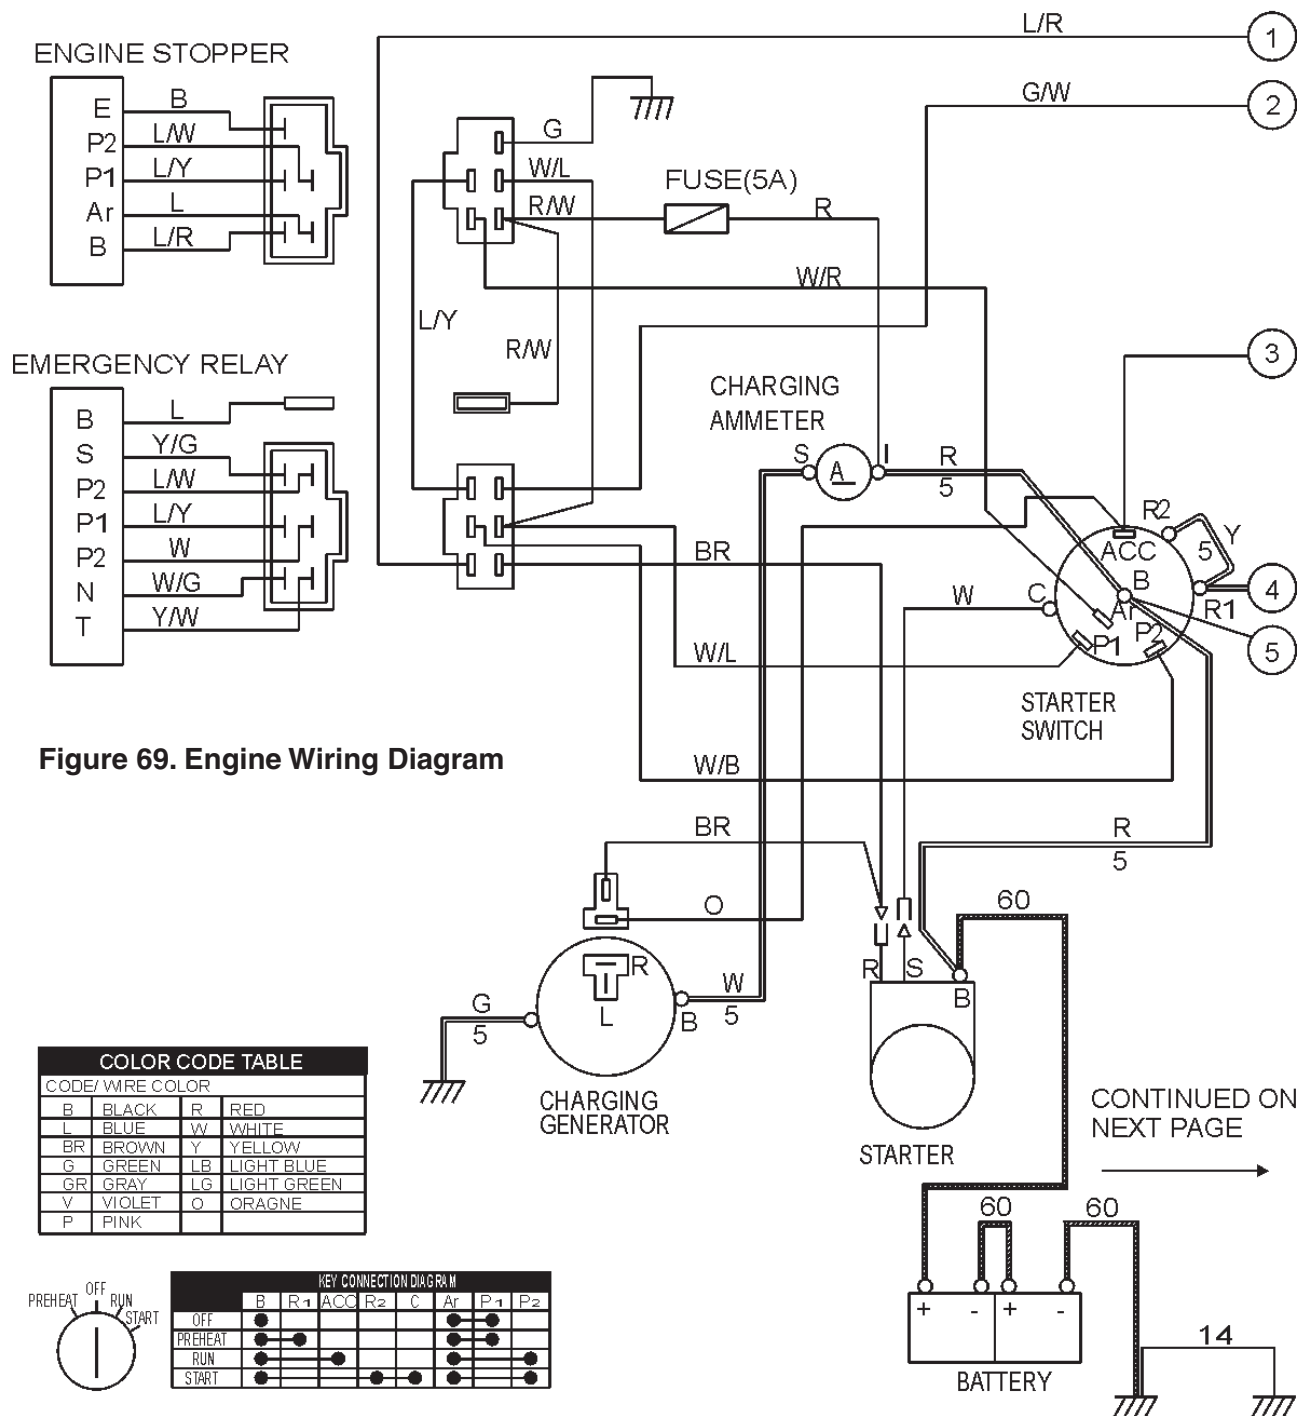 L/R
1
ENGINE STOPPER
E B
P2 L/W
P1 L/Y
Ar L
B L/R
G/W
2
G
W/L
R/W
FUSE(5A)
R
W/R
L/Y
R/W
3
EMERGENCY RELAY
B L
S Y/G
P2 L/W
P1 L/Y
P2 W
N W/G
T Y/W
CHARGING
AMMETER
S A I
R
5
R2
Y
5
ACC
B
BR
W
C
Ar
R1
4
P1
P2
5
W/L
STARTER
SWITCH
Figure 69. Engine Wiring Diagram
W/B
BR
R
5
O
60
R
L
R S
B
W
5
B
G
5
CHARGING
GENERATOR
STARTER
CONTINUED ON
NEXT PAGE
COLOR CODE TABLE
CODE/ WIRE COLOR
B BLACK R RED
L BLUE W WHITE
BR BROWN Y YELLOW
G GREEN LB LIGHT BLUE
GR GRAY LG LIGHT GREEN
V VIOLET O ORAGNE
P PINK
60 60
+ - + -
BATTERY
14
PREHEAT OFF RUN START
KEY CONNECTION DIAGRAM
B R1 ACC R2 C Ar P1 P2
OFF
PREHEAT
RUN
START